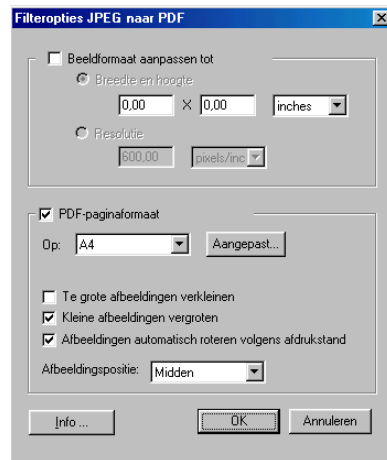 Filteropties JPEG naar PDF
Beeldformaat aanpassen tot
Breedte en hoogte
0,00 X 0,00 inches
Resolutie
600,00 pixels/inc
PDF-paginaformaat
Op: A4 Aangepast...
Te grote afbeeldingen verkleinen
Kleine afbeeldingen vergroten
Afbeeldingen automatisch roteren volgens afdrukstand
Afbeeldingspositie: Midden
Info ... OK Annuleren